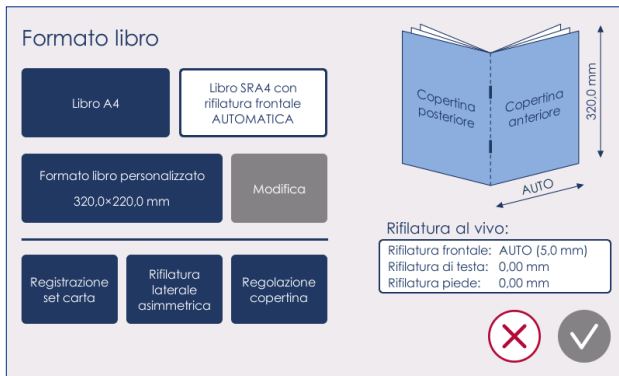 Formato libro
Libro A4
Libro SRA4 con
rifilatura frontale
AUTOMATICA
Formato libro personalizzato
320,0×220,0 mm
Modifica
Registrazione
set carta
Rifilatura
laterale
asimmetrica
Regolazione
copertina
Copertina
posteriore
Copertina
anteriore
320,0 mm
AUTO
Rifilatura al vivo:
Rifilatura frontale: AUTO (5,0 mm)
Rifilatura di testa: 0,00 mm
Rifilatura piede: 0,00 mm